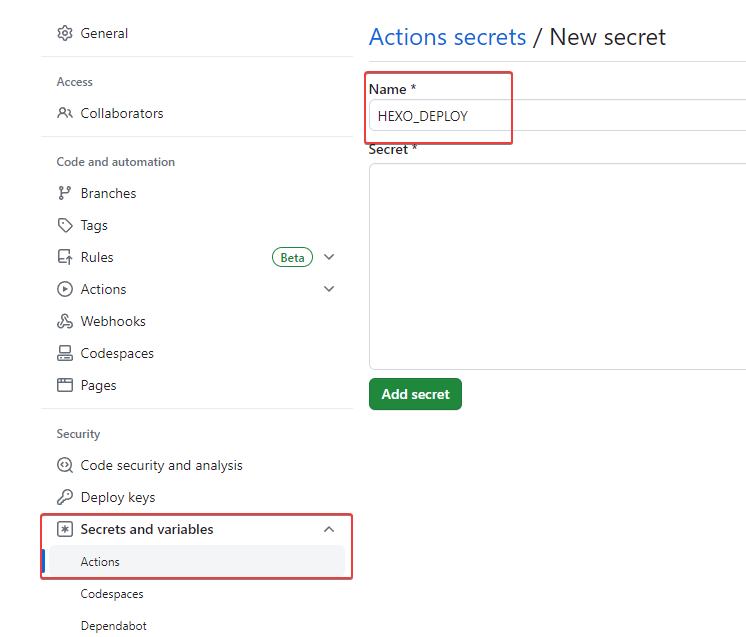 General
Access
Collaborators
Code and automation
Branches
Tags
Rules Beta
Actions
Webhooks
Codespaces
Pages
Security
Code security and analysis
Deploy keys
Secrets and variables
Actions
Codespaces
Dependabot
Actions secrets / New secret
Name *
HEXO_DEPLOY
Secret *
Add secret